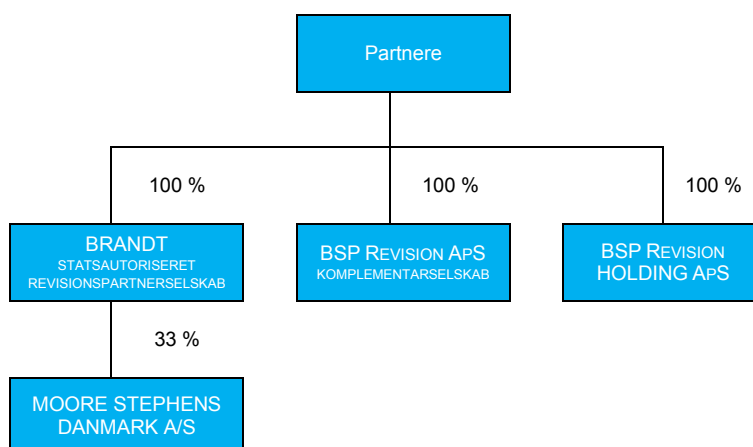 Partnere
100 %
100 %
100 %
BRANDT
STATSAUTORISERET
REVISIONSPARTNERSELSKAB
BSP REVISION APS
KOMPLEMENTARSELSKAB
BSP REVISION
HOLDING APS
33 %
MOORE STEPHENS
DANMARK A/S